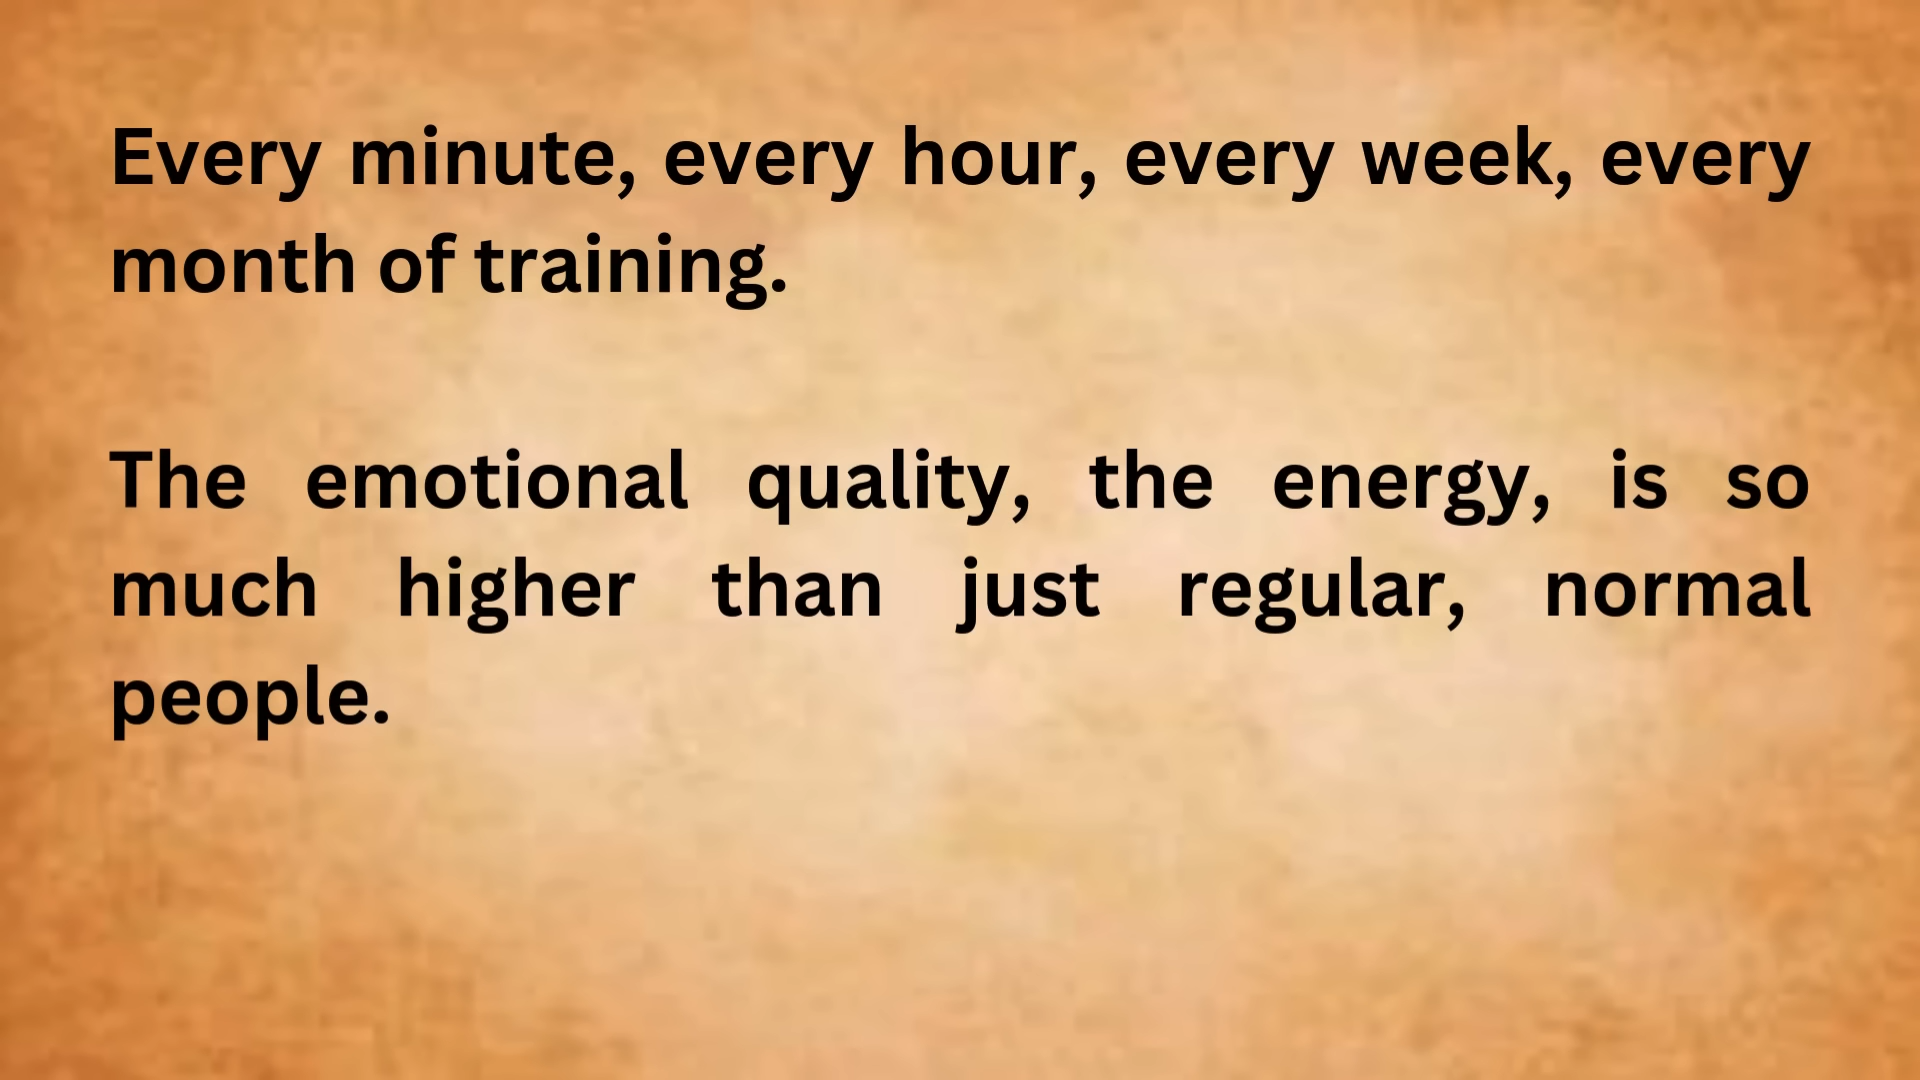 Every minute, every hour, every week, every
month of training.
The emotional quality, the energy, is so
much higher than just regular, normal
people.